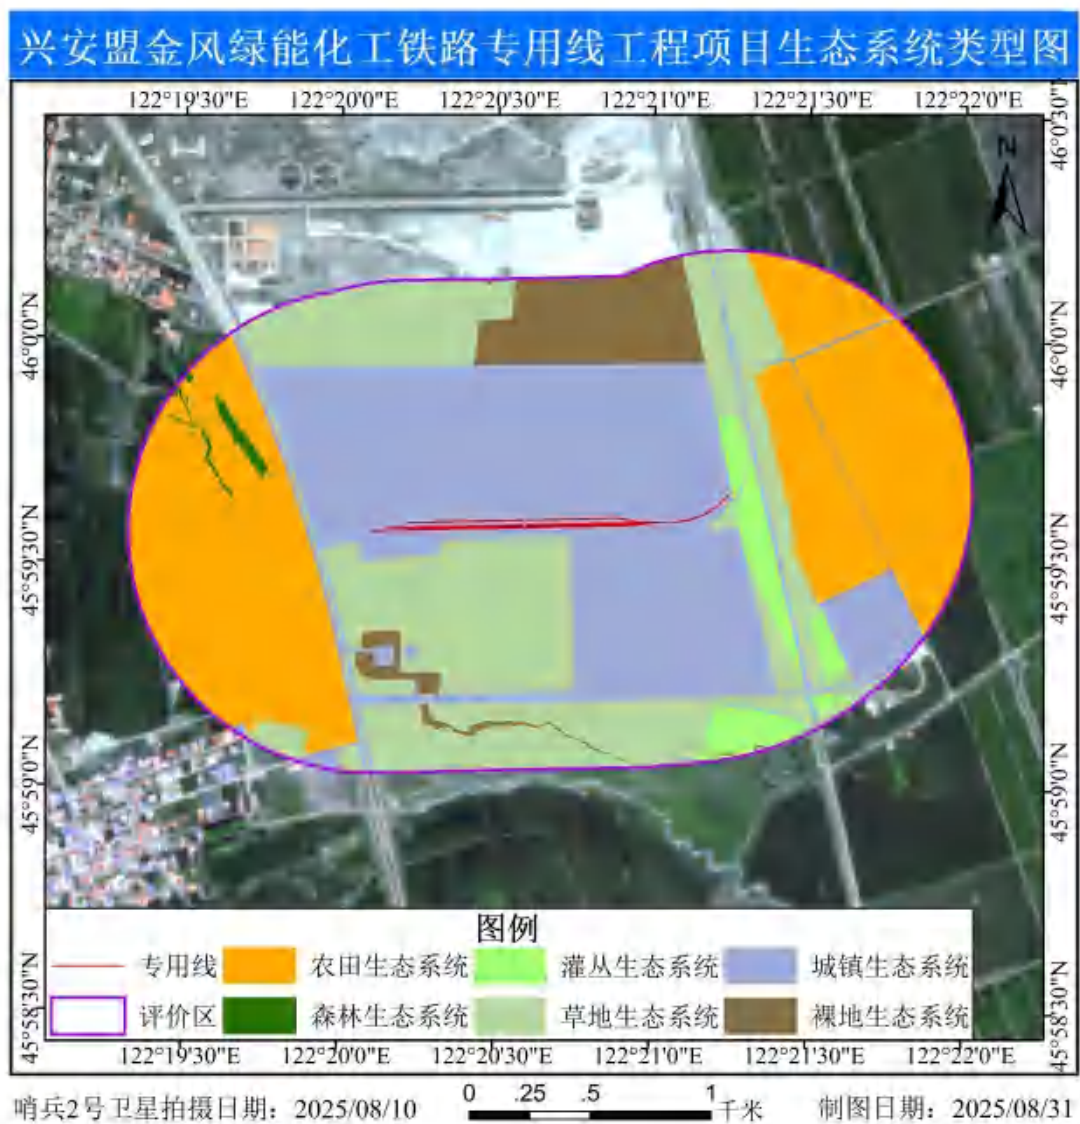 兴安盟金风绿能化工铁路专用线工程项目生态系统类型图
122°19'30"E 122°20'0"E 122°20'30"E 122°21'0"E 122°21'30"E 122°22'0"E
46°0'30"N
N
46°0'0"N
46°0'0"N
45°59'30"N
45°59'30"N
45°59'0"N
45°59'0"N
45°58'30"N
45°58'30"N
图例
专用线 农田生态系统 灌丛生态系统 城镇生态系统
评价区 森林生态系统 草地生态系统 裸地生态系统
122°19'30"E 122°20'0"E 122°20'30"E 122°21'0"E 122°21'30"E 122°22'0"E
哨兵2号卫星拍摄日期：2025/08/10 0 .25 .5 1 千米 制图日期：2025/08/31